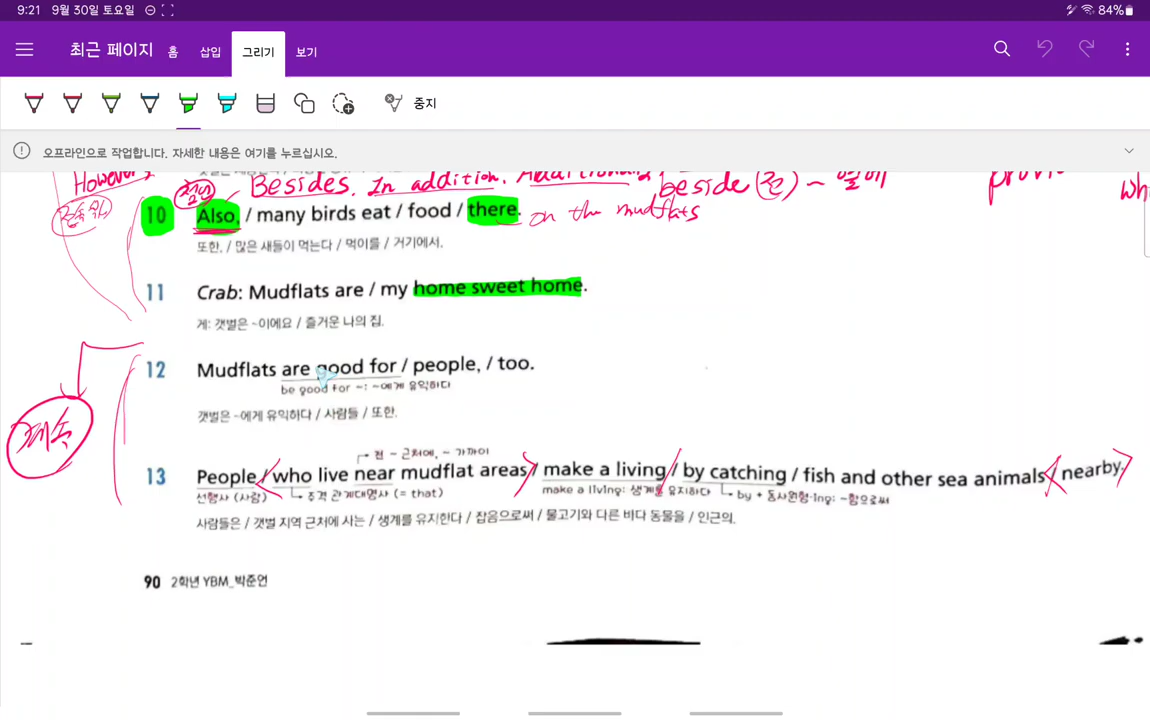 9:21 9월 30일 토요일 84%
최근 페이지 홈 삽입 그리기 보기
중지
오프라인으로 작업합니다. 자세한 내용은 여기를 누르십시오.
However
첨언 Besides. In addition. beside(전) ~ 옆에
10 Also, / many birds eat / food / there. on the mudflats
또한, / 많은 새들이 먹는다 / 먹이를 / 거기에서.
11 Crab: Mudflats are / my home sweet home.
게: 갯벌은 ~이에요 / 즐거운 나의 집.
12 Mudflats are good for / people, / too.
be good for ~: ~에게 유익하다
갯벌은 ~에게 유익하다 / 사람들 / 또한.
전 ~ 근처에, ~ 가까이
13 People / who live near mudflat areas / make a living / by catching / fish and other sea animals / nearby.
선행사 (사람) 주격 관계대명사 (= that) make a living: 생계를 유지하다 by + 동사원형-ing: ~함으로써
사람들은 / 갯벌 지역 근처에 사는 / 생계를 유지한다 / 잡음으로써 / 물고기와 다른 바다 동물을 / 인근의.
90 2학년 YBM_박준언